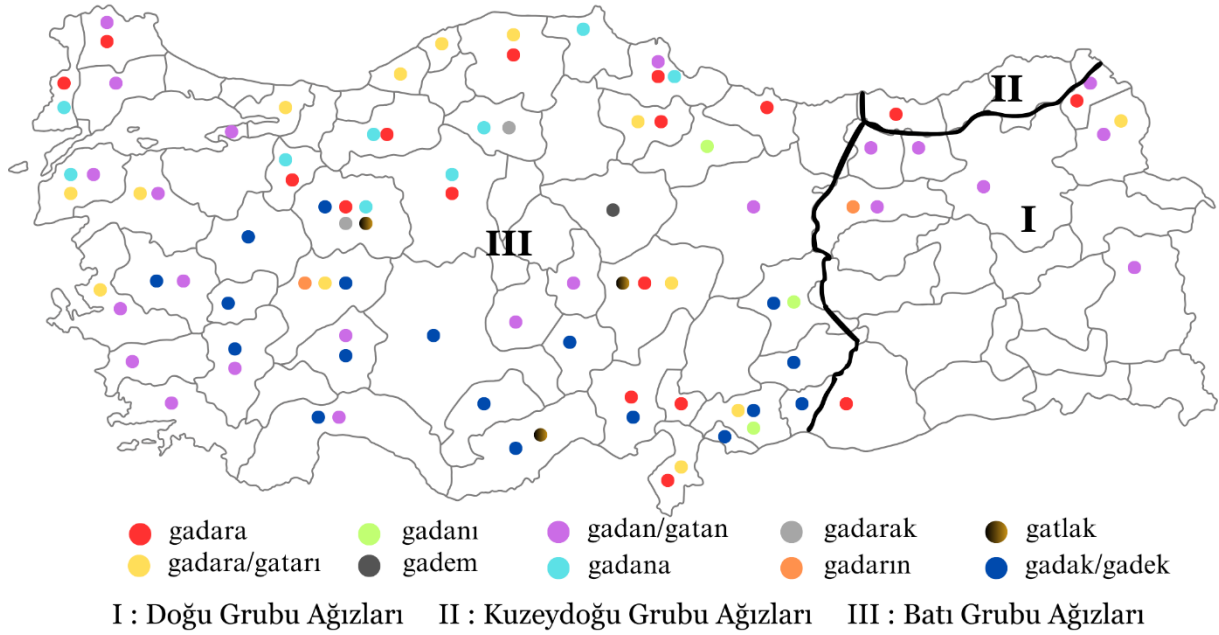 II
I
III
gadara gadanı gadan/gatan gadarak gatlak
gadara/gatarı gadem gadana gadarın gadak/gadek
I : Doğu Grubu Ağızları II : Kuzeydoğu Grubu Ağızları III : Batı Grubu Ağızları